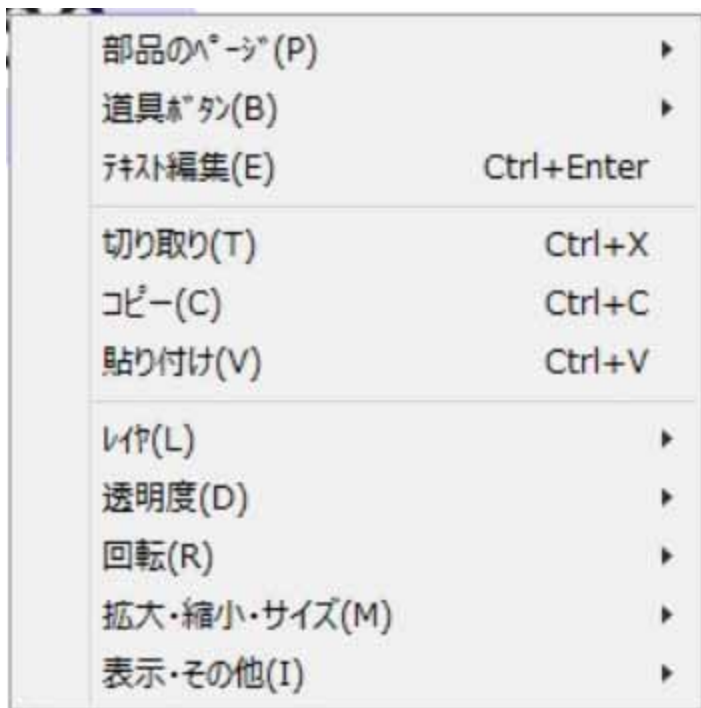 部品のﾍﾟｰｼﾞ(P)
道具ﾎﾞﾀﾝ(B)
ﾃｷｽﾄ編集(E) Ctrl+Enter
切り取り(T) Ctrl+X
コピー(C) Ctrl+C
貼り付け(V) Ctrl+V
ﾚｲﾔ(L)
透明度(D)
回転(R)
拡大・縮小・サイズ(M)
表示・その他(I)